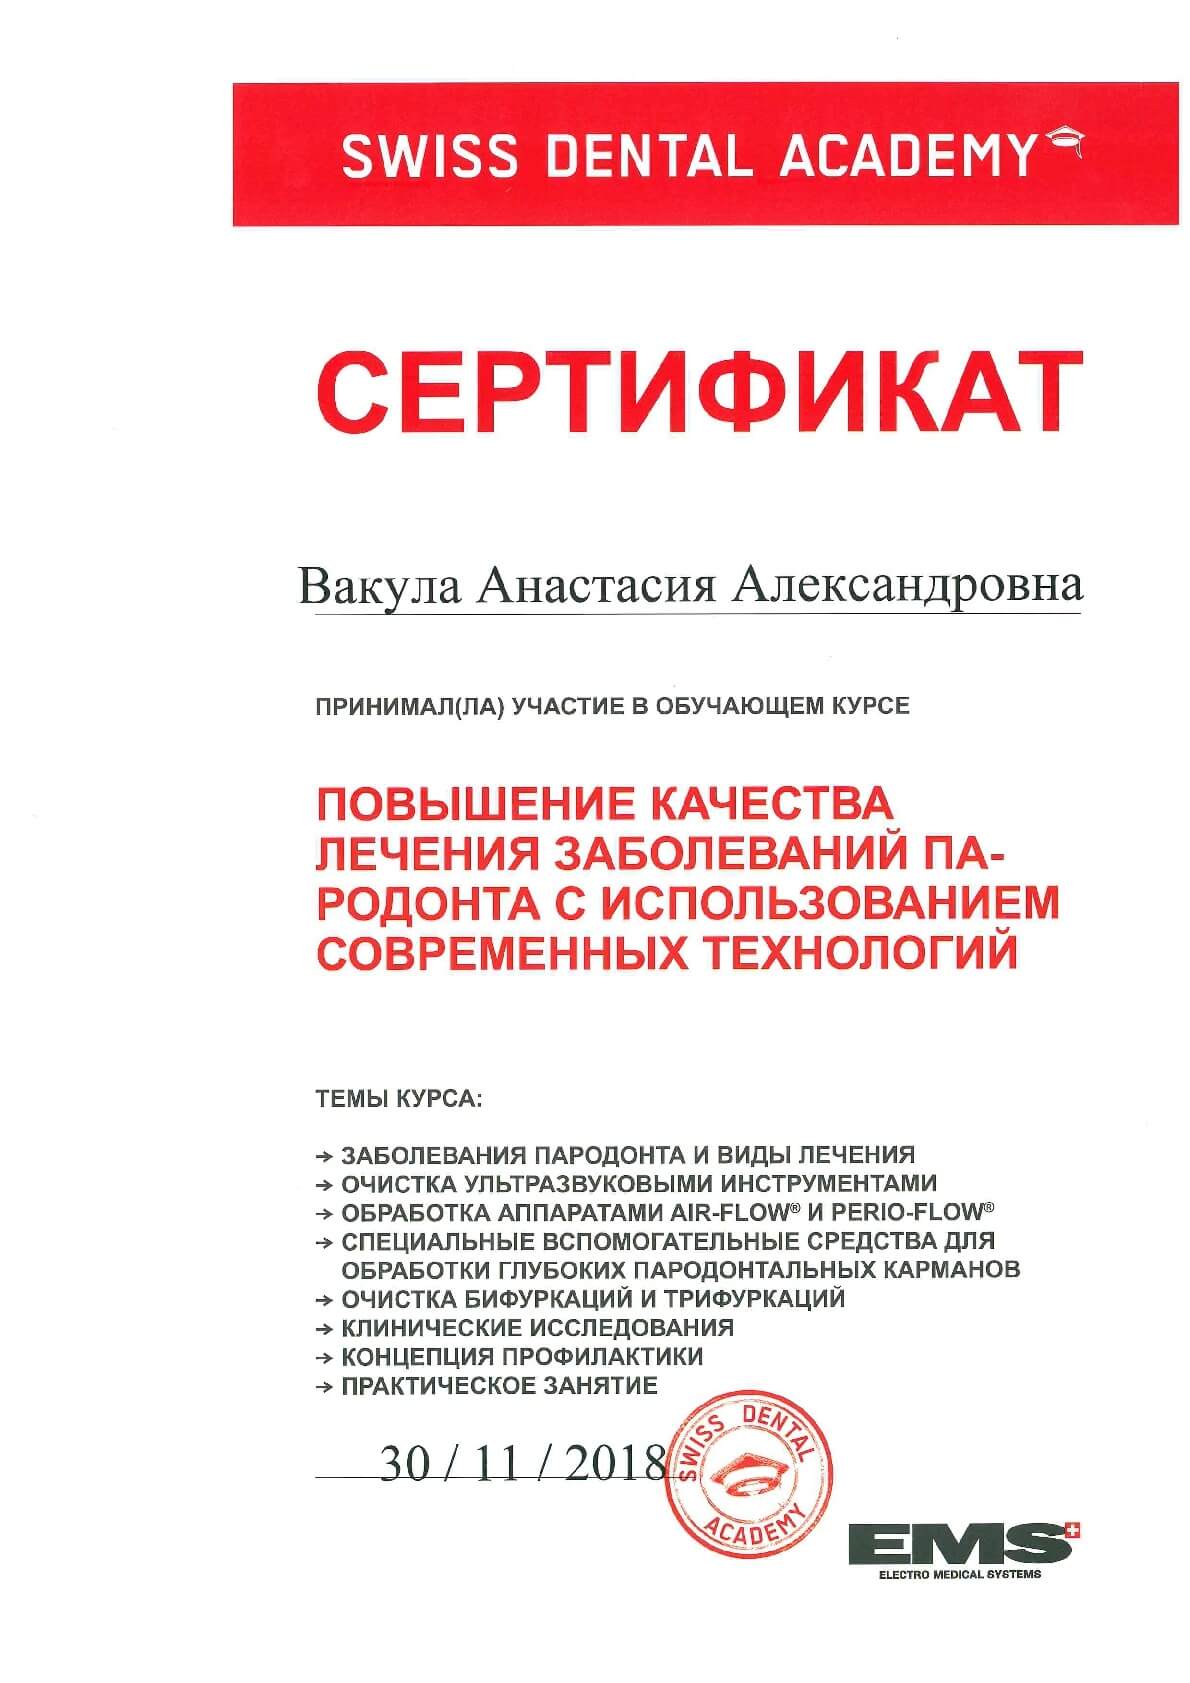 SWISS DENTAL ACADEMY
СЕРТИФИКАТ
Вакула Анастасия Александровна
ПРИНИМАЛ(ЛА) УЧАСТИЕ В ОБУЧАЮЩЕМ КУРСЕ
ПОВЫШЕНИЕ КАЧЕСТВА
ЛЕЧЕНИЯ ЗАБОЛЕВАНИЙ ПА-
РОДОНТА С ИСПОЛЬЗОВАНИЕМ
СОВРЕМЕННЫХ ТЕХНОЛОГИЙ
ТЕМЫ КУРСА:
→ ЗАБОЛЕВАНИЯ ПАРОДОНТА И ВИДЫ ЛЕЧЕНИЯ
→ ОЧИСТКА УЛЬТРАЗВУКОВЫМИ ИНСТРУМЕНТАМИ
→ ОБРАБОТКА АППАРАТАМИ AIR-FLOW® И PERIO-FLOW®
→ СПЕЦИАЛЬНЫЕ ВСПОМОГАТЕЛЬНЫЕ СРЕДСТВА ДЛЯ
ОБРАБОТКИ ГЛУБОКИХ ПАРОДОНТАЛЬНЫХ КАРМАНОВ
→ ОЧИСТКА БИФУРКАЦИЙ И ТРИФУРКАЦИЙ
→ КЛИНИЧЕСКИЕ ИССЛЕДОВАНИЯ
→ КОНЦЕПЦИЯ ПРОФИЛАКТИКИ
→ ПРАКТИЧЕСКОЕ ЗАНЯТИЕ
30 / 11 / 2018
SWISS DENTAL ACADEMY
EMS
ELECTRO MEDICAL SYSTEMS